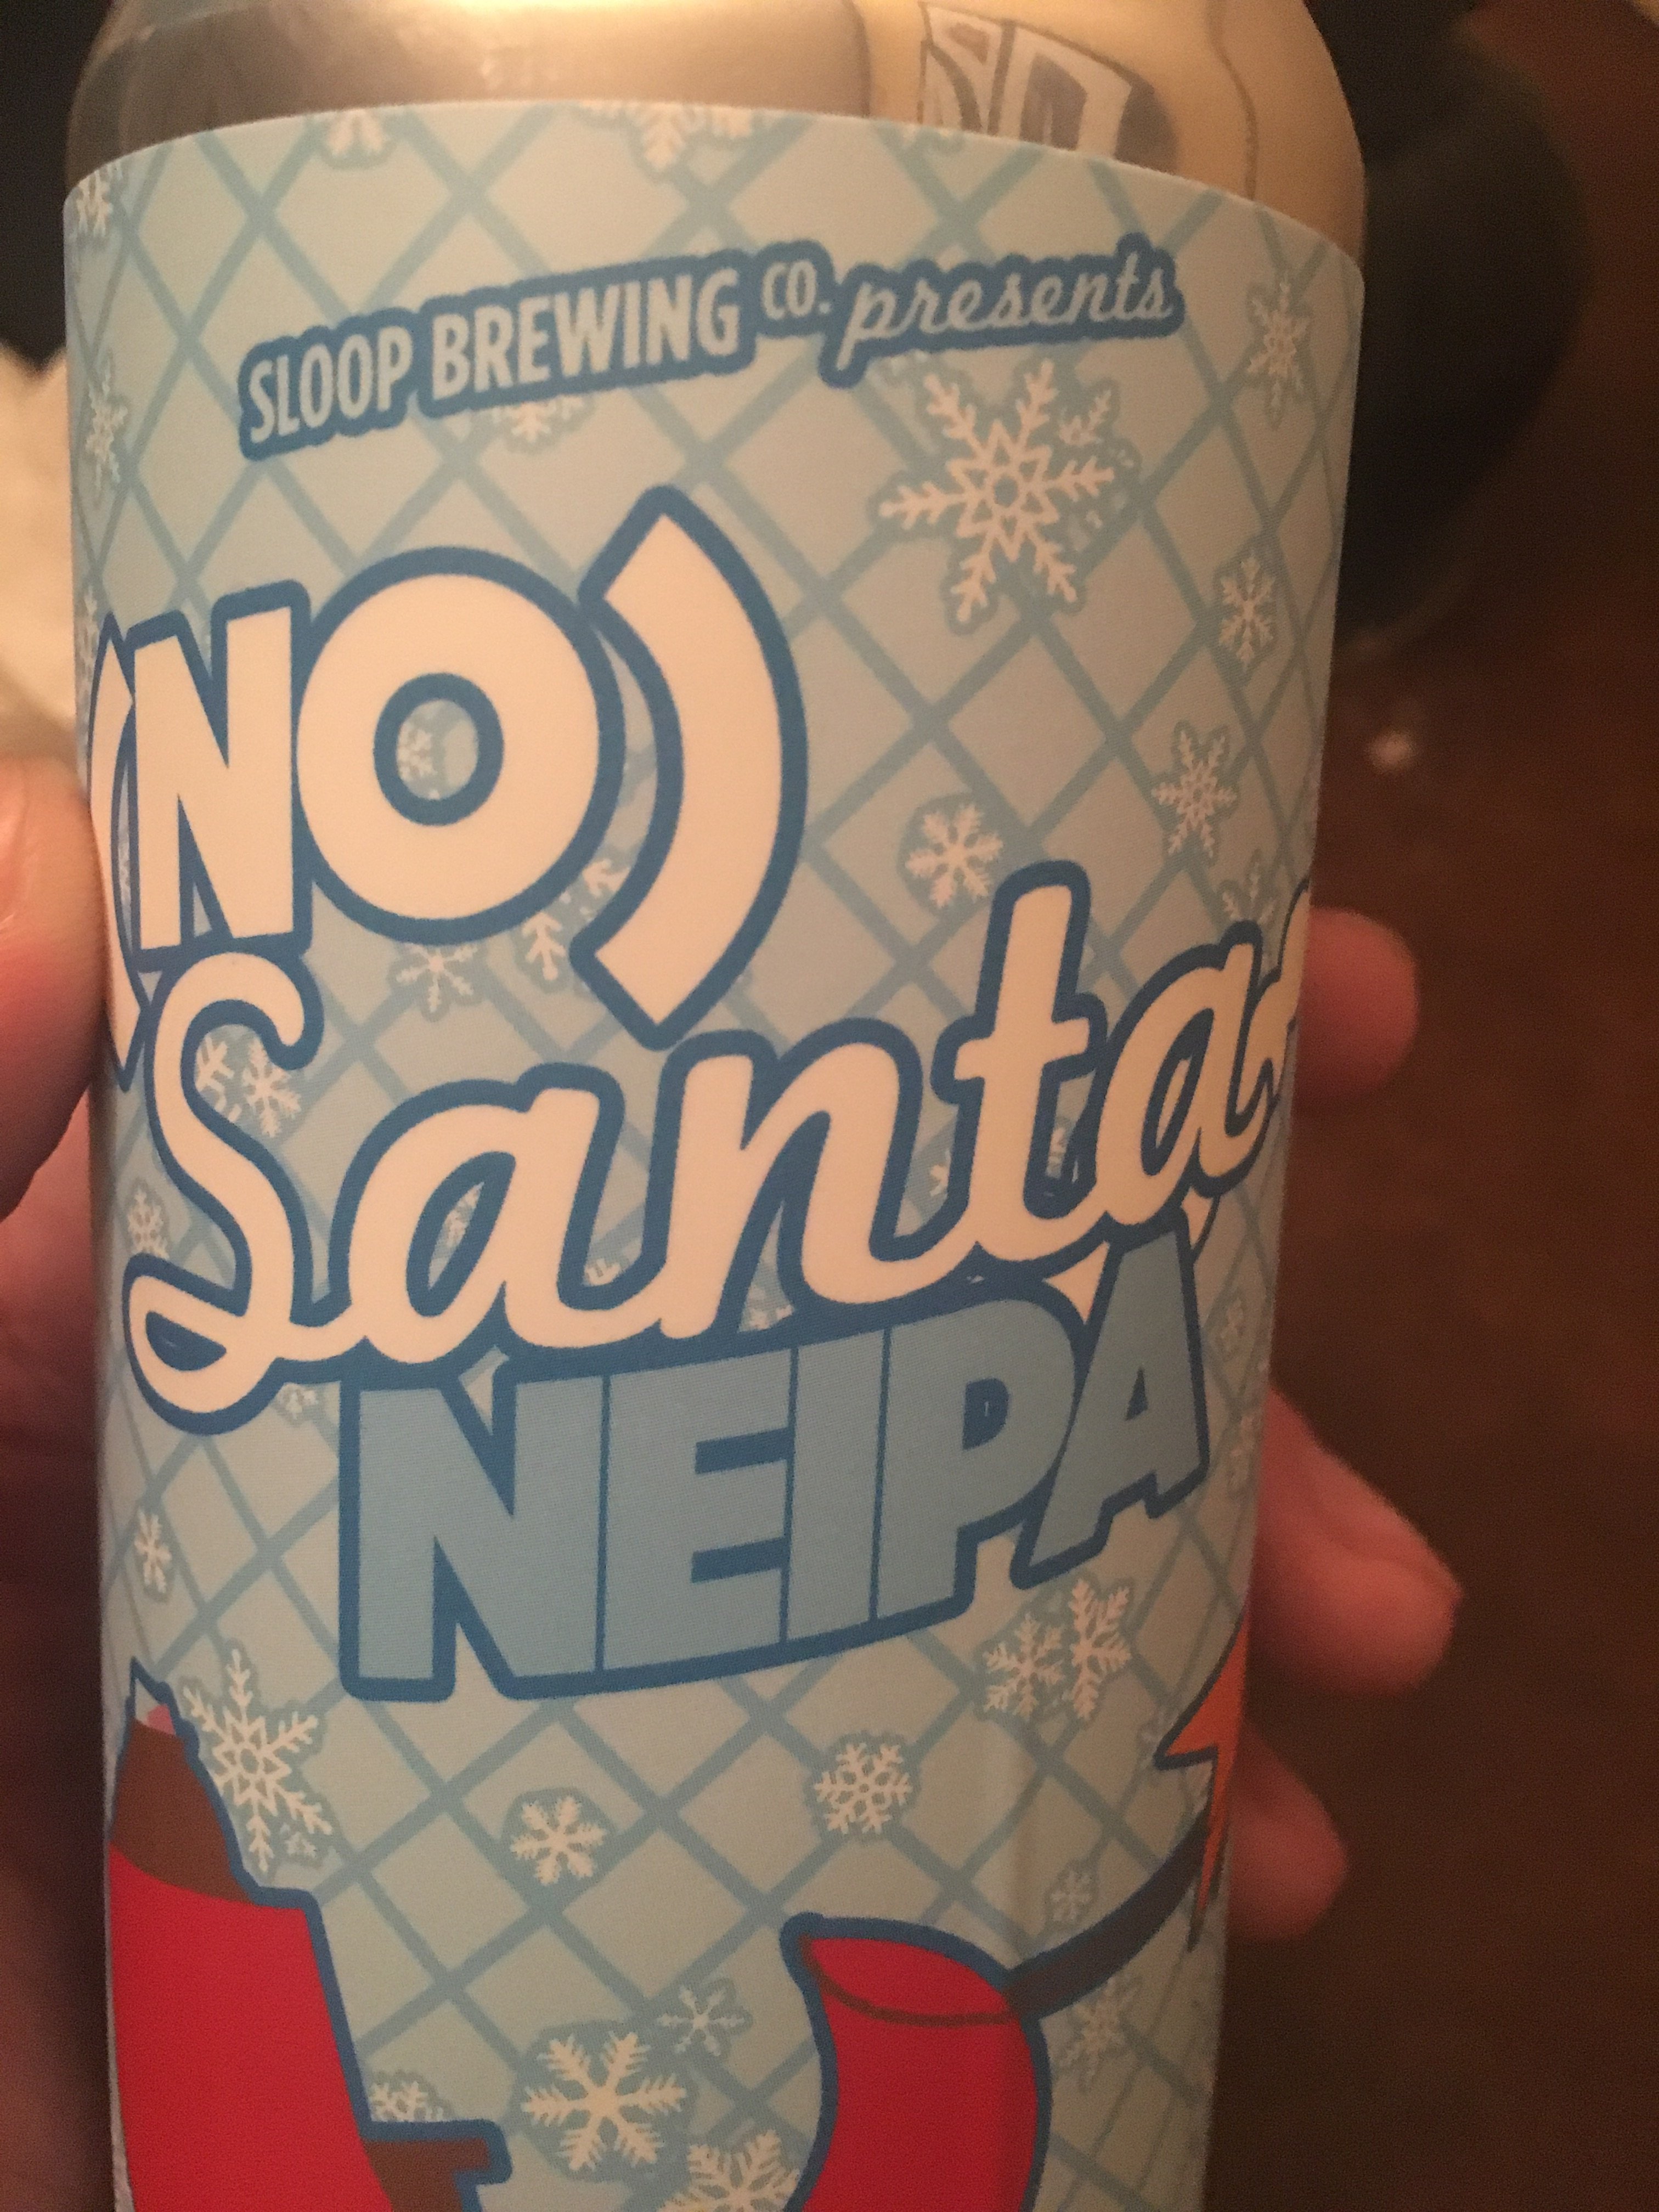 SLOOP BREWING CO. presents
(NO)
Santa
NEIPA